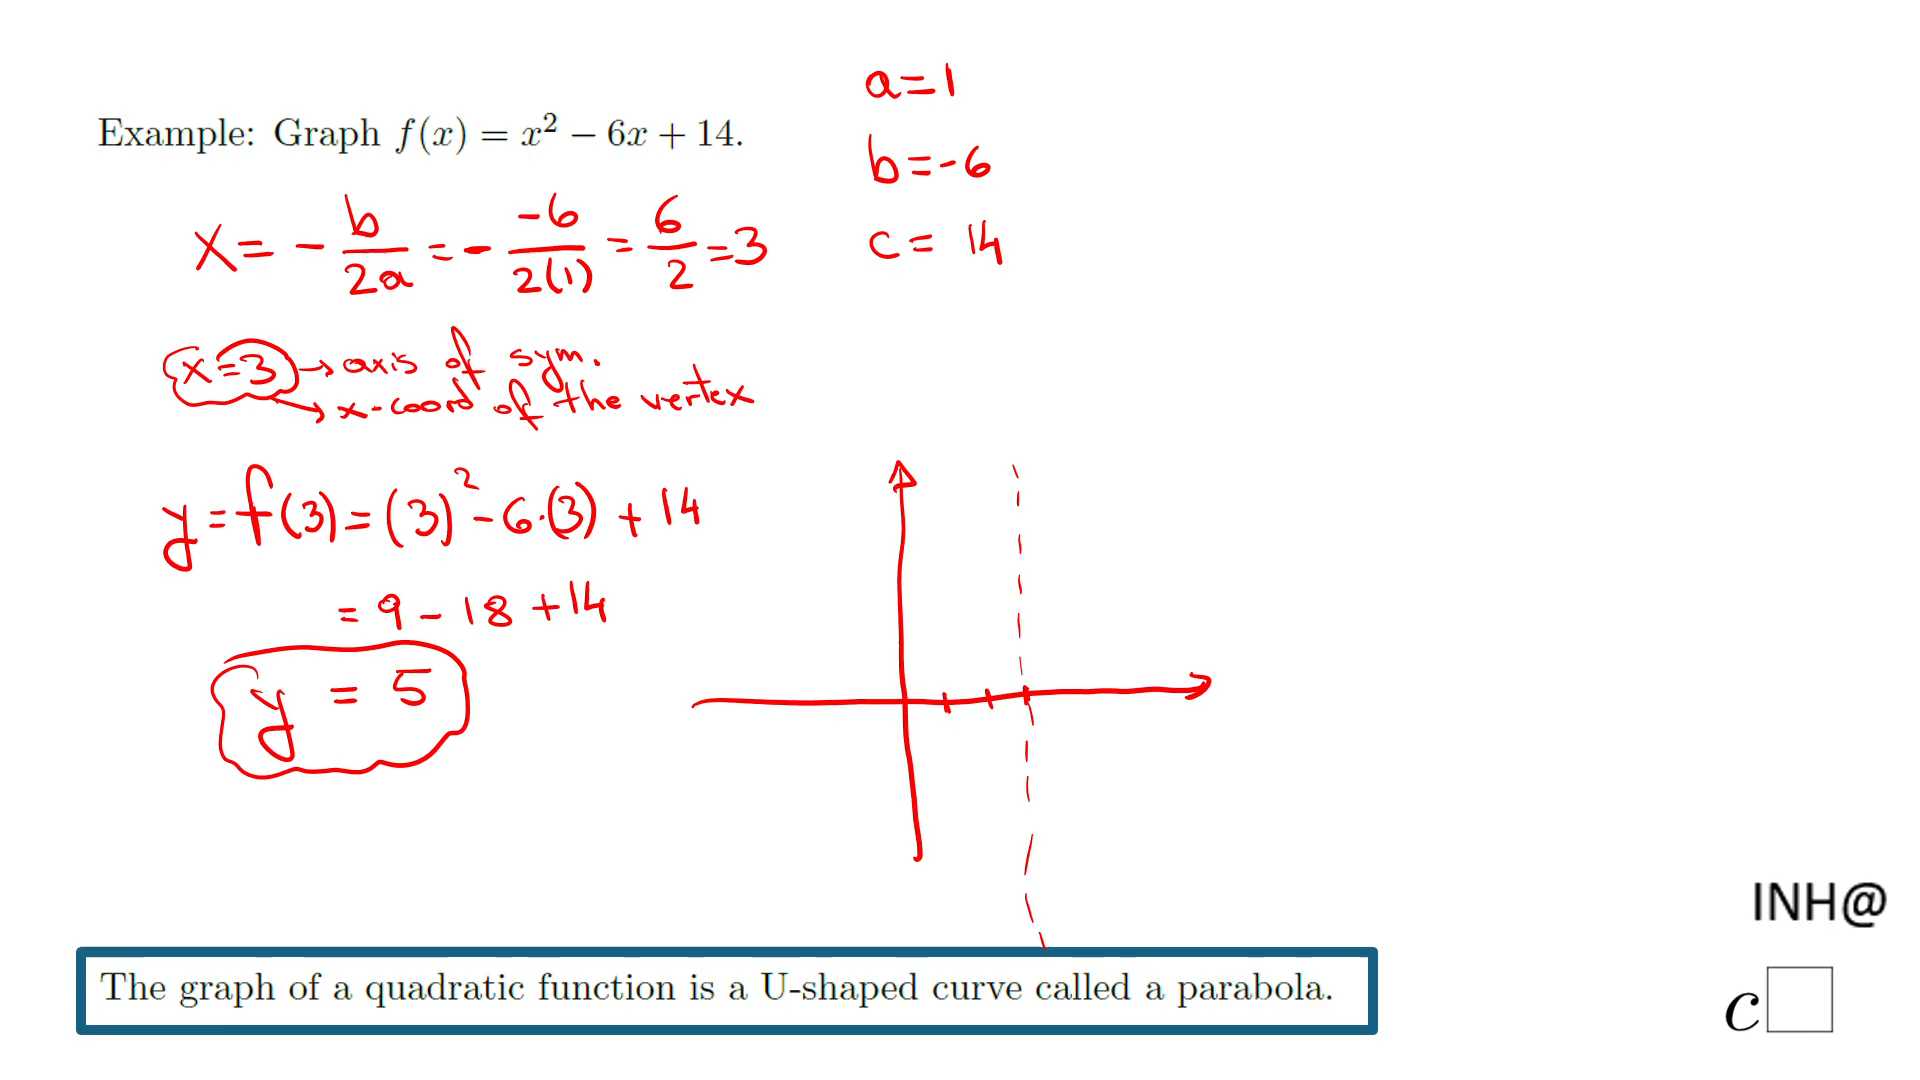 Example: Graph f(x) = x² − 6x + 14.
a=1
b=-6
c= 14
x= - b/2a = - -6/2(1) = 6/2 =3
x=3 → axis of sym.
→ x-coord of the vertex
y=f(3)=(3)²-6·(3)+14
= 9-18+14
y = 5
INH@
c□
The graph of a quadratic function is a U-shaped curve called a parabola.